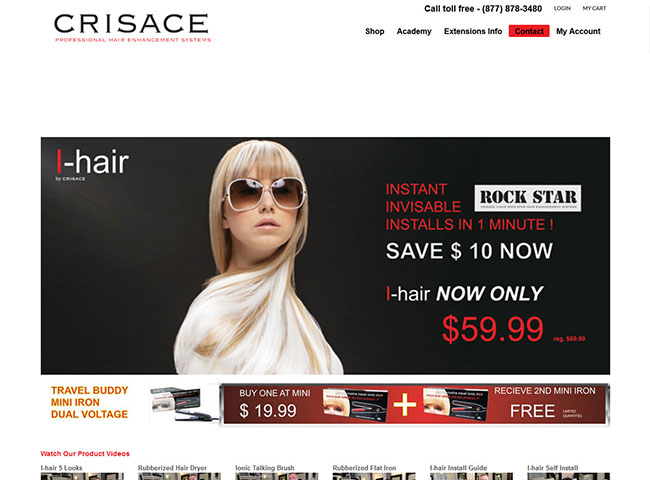 CRISACE
PROFESSIONAL HAIR ENHANCEMENT SYSTEMS
Call toll free - (877) 878-3480 LOGIN MY CART
Shop Academy Extensions Info Contact My Account
I-hair
by CRISACE
INSTANT
INVISABLE
INSTALLS IN 1 MINUTE !
ROCK STAR
SAVE $ 10 NOW
I-hair NOW ONLY
$59.99 reg. $69.99
TRAVEL BUDDY
MINI IRON
DUAL VOLTAGE
BUY ONE AT MINI
$ 19.99
+
RECIEVE 2ND MINI IRON
FREE
LIMITED
QUANTITIES
Watch Our Product Videos
I-hair 5 Looks Rubberized Hair Dryer Ionic Talking Brush Rubberized Flat Iron I-hair Install Guide I-hair Self Install